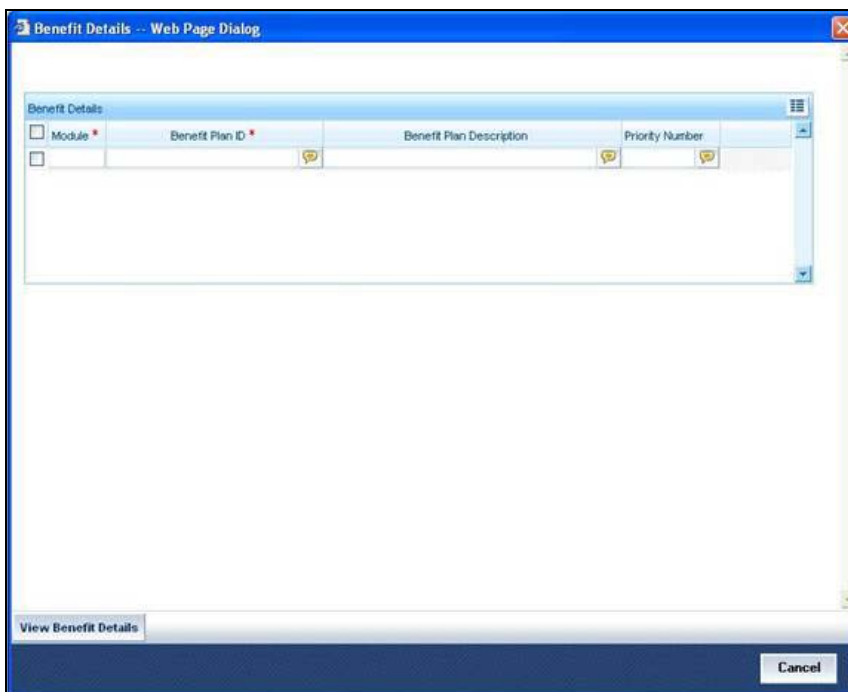 Benefit Details -- Web Page Dialog
Benefit Details
Module * Benefit Plan ID * Benefit Plan Description Priority Number
View Benefit Details
Cancel